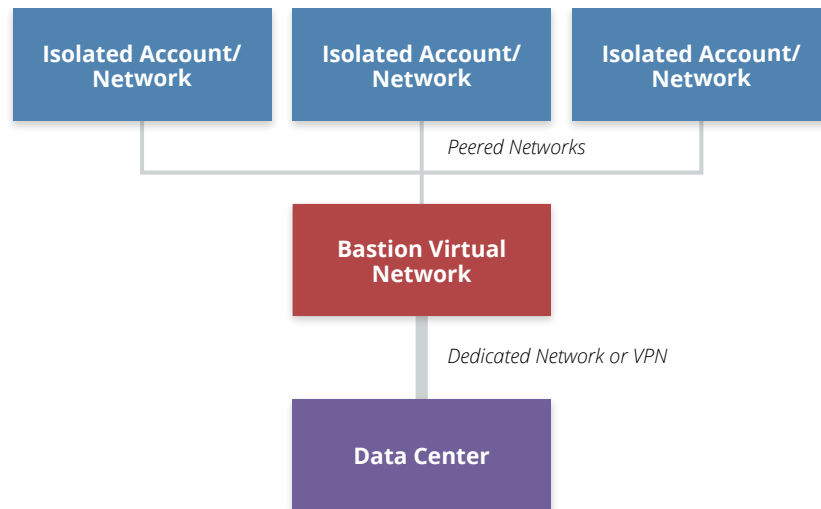 Isolated Account/
Network
Isolated Account/
Network
Isolated Account/
Network
Peered Networks
Bastion Virtual
Network
Dedicated Network or VPN
Data Center